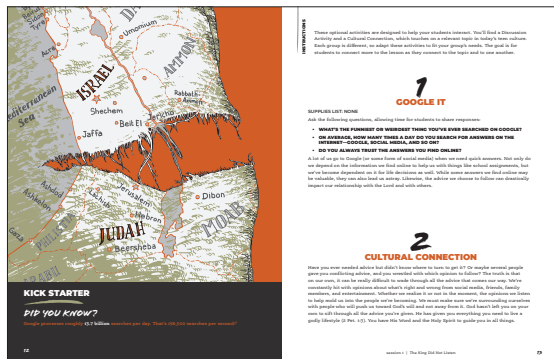 Sidon
Tyre
Umonium
AMMON
ISRAEL
Mediterranean
Sea
Shechem
Rabbath-
Ammon
Beit El
Jericho
Jaffa
Ashdod
Jerusalem
Ashkelon
Hebron
Dibon
Gaza
JUDAH
MOAB
Beersheba
KICK STARTER
DID YOU KNOW?
12
INSTRUCTIONS
These optional activities are designed to help your students interact. You'll find a Discussion
Activity and a Cultural Connection, which touches on a relevant topic in today's teen culture.
Each group is different, so adapt these activities to fit your group's needs. The goal is for
students to connect more to the lesson as they connect to the topic and to one another.
1
GOOGLE IT
SUPPLIES LIST: NONE
Ask the following questions, allowing time for students to share responses:
• WHAT'S THE FUNNIEST OR WEIRDEST THING YOU'VE EVER SEARCHED ON GOOGLE?
• ON AVERAGE, HOW MANY TIMES A DAY DO YOU SEARCH FOR ANSWERS ON THE
INTERNET—GOOGLE, SOCIAL MEDIA, AND SO ON?
• DO YOU ALWAYS TRUST THE ANSWERS YOU FIND ONLINE?
A lot of us go to Google (or some form of social media) when we need quick answers. Not only do
we depend on the information we find online to help us with things like school assignments, but
we've become dependent on it for life decisions as well. While some answers we find online may
be valuable, they can also lead us astray. Likewise, the advice we choose to follow can drastically
impact our relationship with the Lord and with others.
2
CULTURAL CONNECTION
Have you ever needed advice but didn't know where to turn to get it? Or maybe several people
gave you conflicting advice, and you wrestled with which opinion to follow? The truth is that
on our own, it can be really difficult to wade through all the advice that comes our way. We're
constantly hit with opinions about what's right and wrong from social media, friends, family
members, and entertainment. Whether we realize it or not in the moment, the opinions we listen
to help mold us into the people we're becoming. We must make sure we're surrounding ourselves
with people who will push us toward God's will and not away from it. God hasn't left you on your
own to sift through all the advice you're given. He has given you everything you need to live a
godly lifestyle (2 Pet. 1:3). You have His Word and the Holy Spirit to guide you in all things.
session 1 | The King Did Not Listen
13